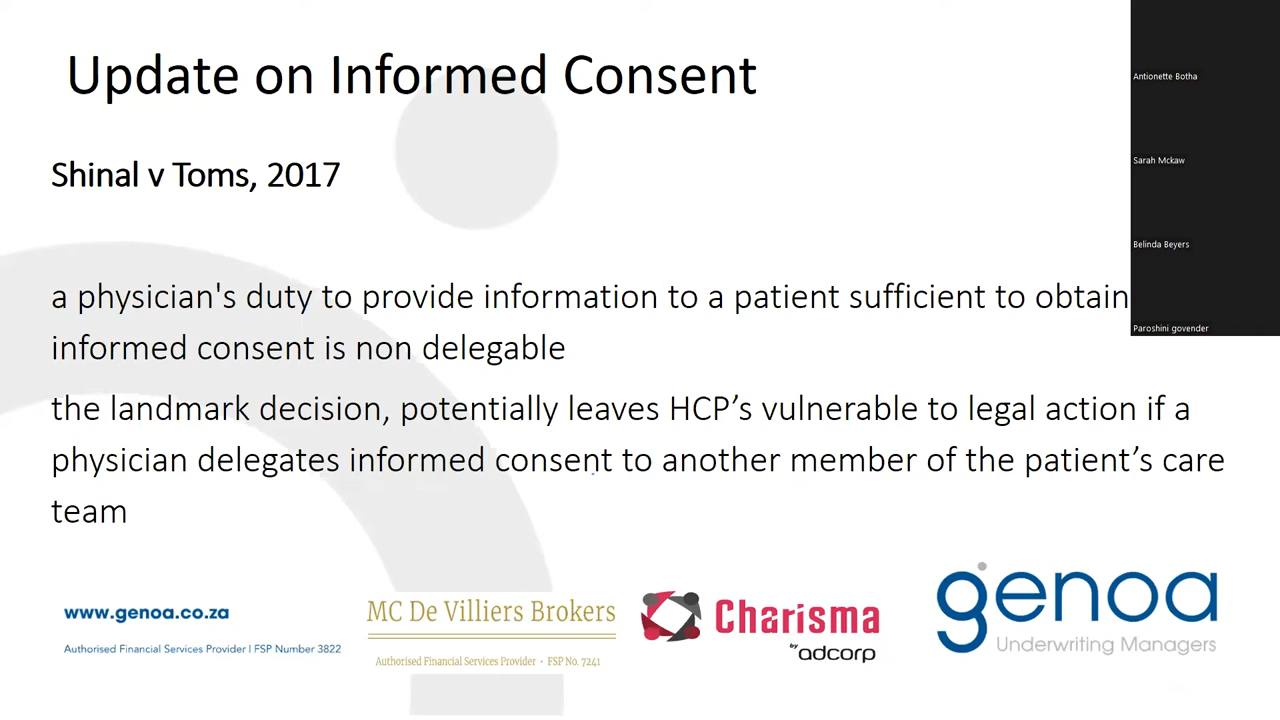 Update on Informed Consent
Shinal v Toms, 2017
a physician's duty to provide information to a patient sufficient to obtain
informed consent is non delegable
the landmark decision, potentially leaves HCP’s vulnerable to legal action if a
physician delegates informed consent to another member of the patient’s care
team
Antionette Botha
Sarah Mckaw
Belinda Beyers
Paroshini govender
www.genoa.co.za
Authorised Financial Services Provider | FSP Number 3822
MC De Villiers Brokers
Authorised Financial Services Provider • FSP No. 7241
Charisma
by adcorp
genoa
Underwriting Managers